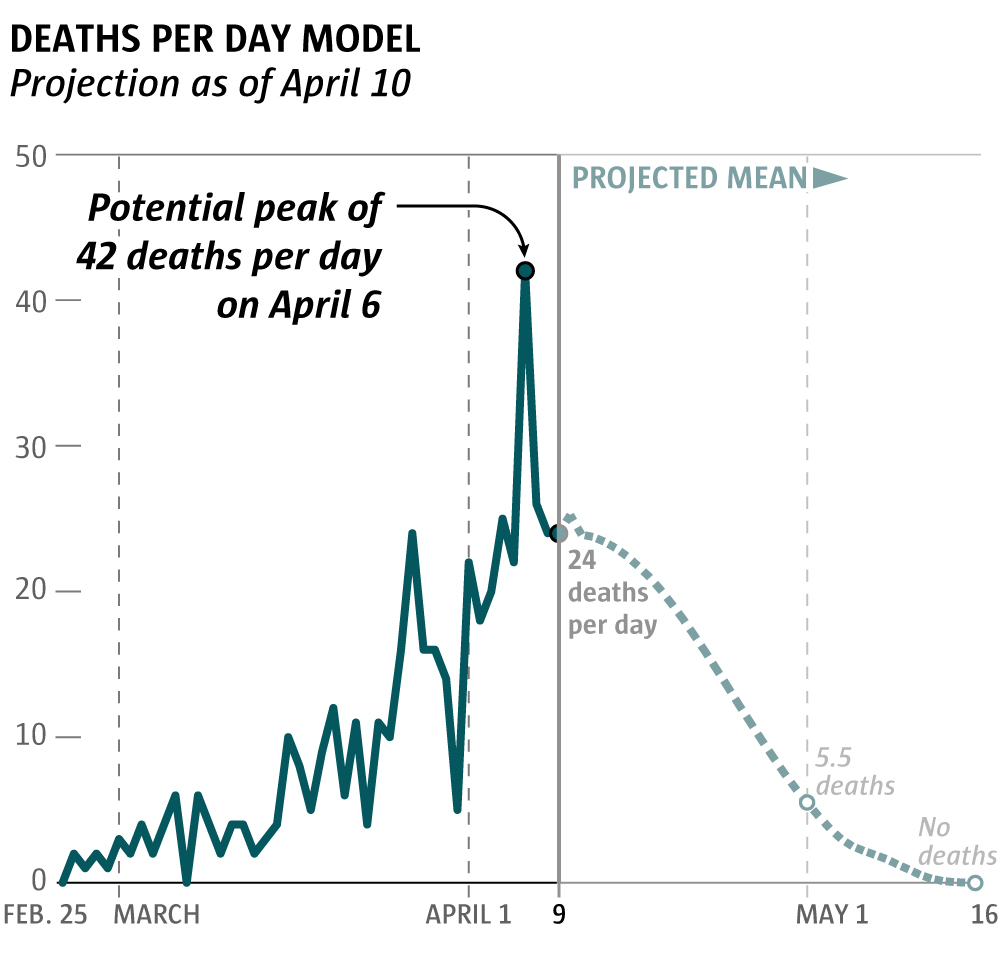 DEATHS PER DAY MODEL
Projection as of April 10
50
PROJECTED MEAN
Potential peak of
42 deaths per day
on April 6
40
30
24
deaths
per day
20
10
5.5
deaths
No
deaths
0
FEB. 25 MARCH APRIL 1 9 MAY 1 16